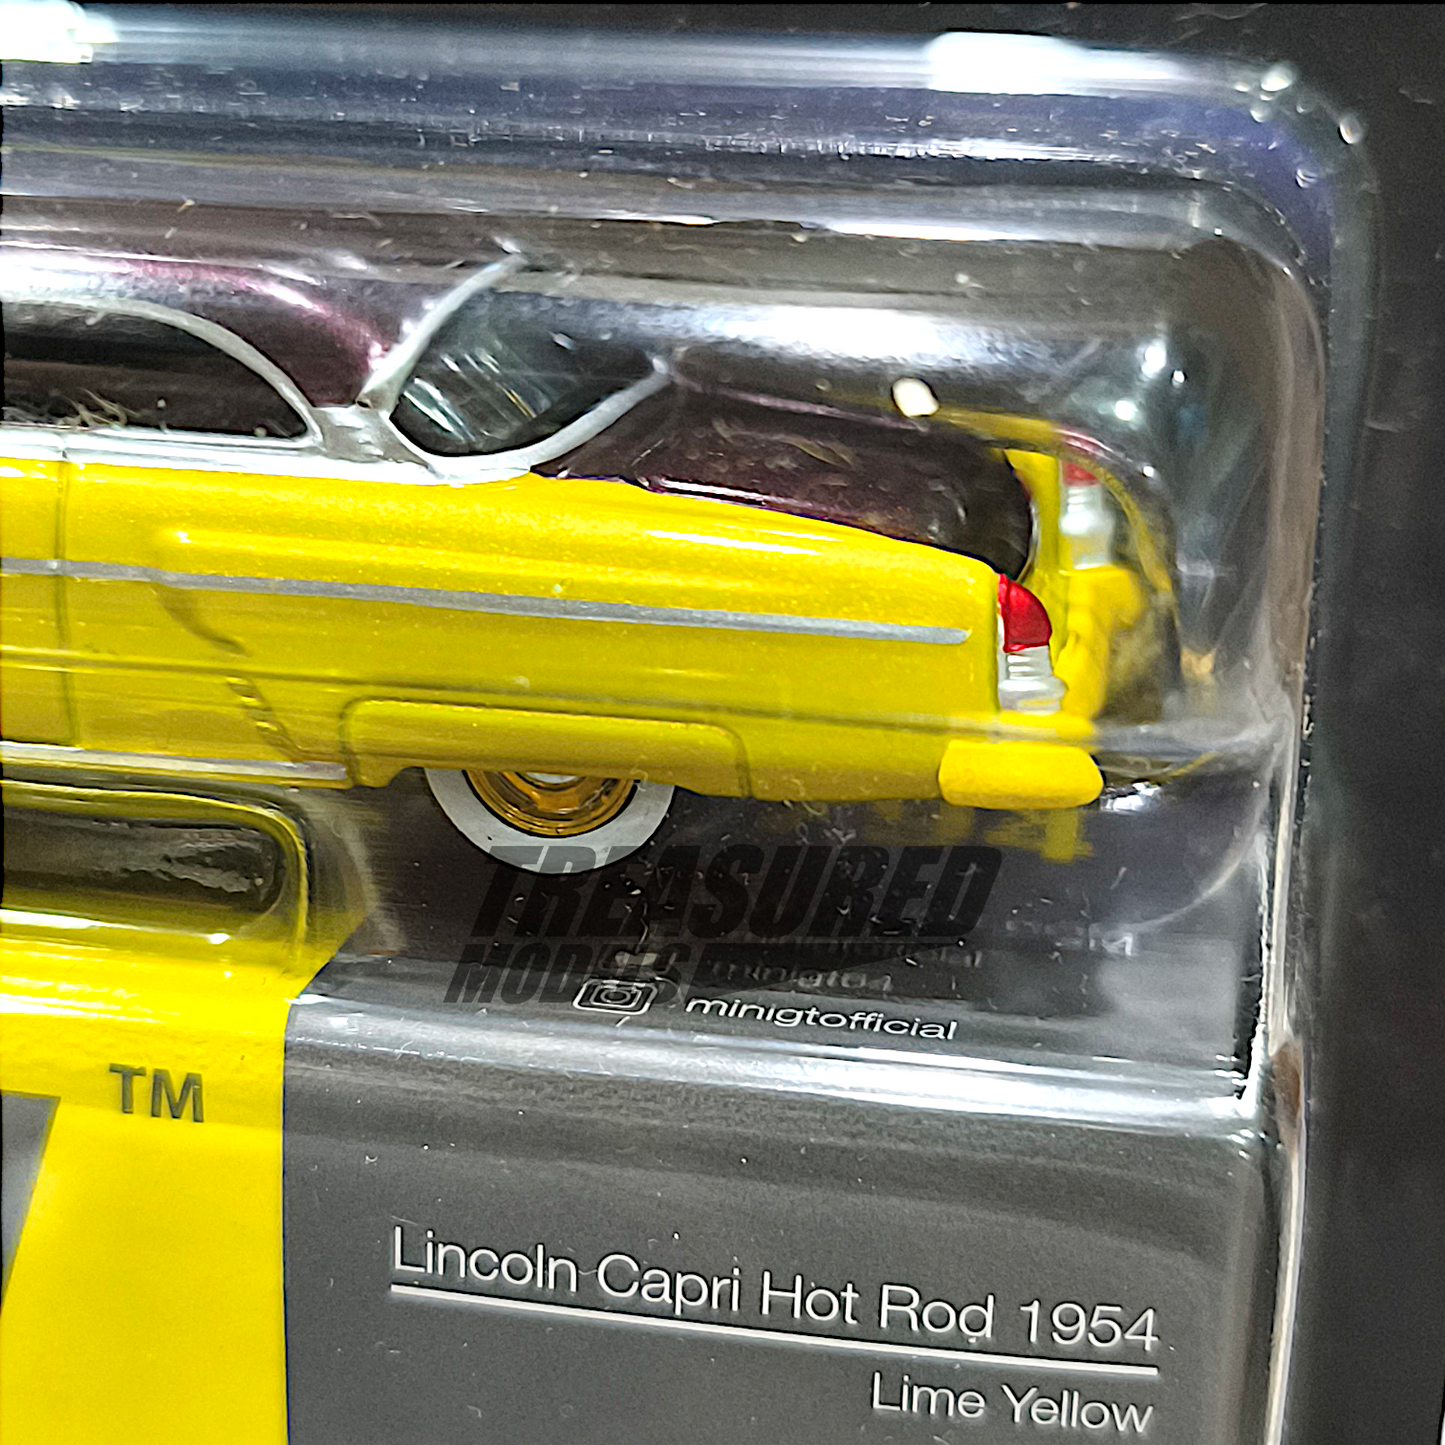 TREASURED
MODELS
minigtofficial
TM
Lincoln Capri Hot Rod 1954
Lime Yellow